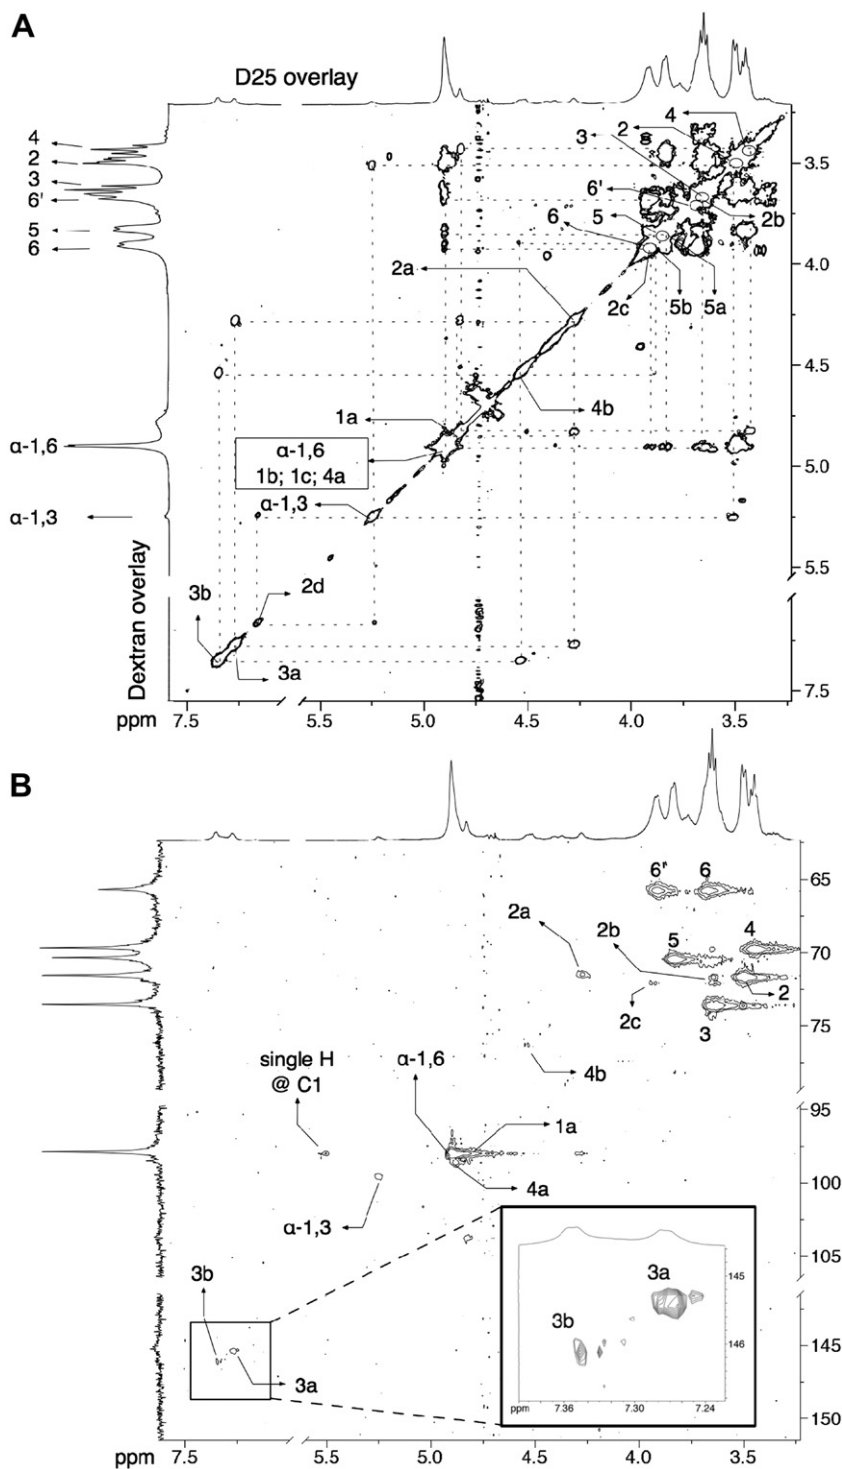 A
D25 overlay
4
2
3
6'
5
6
4
2
3
6'
6
5
2b
2a
2c
5b
5a
3.5
4.0
4.5
5.0
5.5
7.5
1a
4b
α-1,6
1b; 1c; 4a
α-1,6
α-1,3
α-1,3
3b
2d
3a
Dextran overlay
ppm
7.5
5.5
5.0
4.5
4.0
3.5
B
6"
6
65
2a
2b
5
4
70
2
2c
3
75
single H
@ C1
α-1,6
4b
95
1a
4a
100
α-1,3
105
3b
3a
145
150
3a
3b
145
146
ppm
7.36
7.30
7.24
ppm
7.5
5.5
5.0
4.5
4.0
3.5